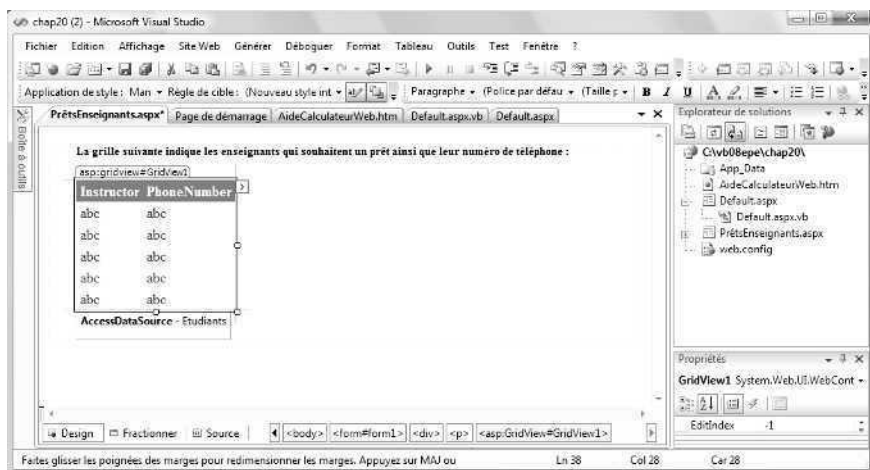 chap20 (2) - Microsoft Visual Studio
Fichier Edition Affichage Site Web Générer Déboguer Format Tableau Outils Test Fenêtre ?
Application de style : Man Règle de cible : (Nouveau style int Paragraphe (Police par défau (Taille p B I U A
Boîte à outils
PrêtsEnseignants.aspx* Page de démarrage AideCalculateurWeb.htm Default.aspx.vb Default.aspx
La grille suivante indique les enseignants qui souhaitent un prêt ainsi que leur numéro de téléphone :
asp:gridview#GridView1
Instructor PhoneNumber
abc abc
abc abc
abc abc
abc abc
abc abc
AccessDataSource - Etudiants
Design Fractionner Source <body> <form#form1> <div> <p> <asp:GridView#GridView1>
Faites glisser les poignées des marges pour redimensionner les marges. Appuyez sur MAJ ou Ln 38 Col 28 Car 28
Explorateur de solutions
C:\vb08epe\chap20\
App_Data
AideCalculateurWeb.htm
Default.aspx
Default.aspx.vb
PrêtsEnseignants.aspx
web.config
Propriétés
GridView1 System.Web.UI.WebCont
EditIndex -1